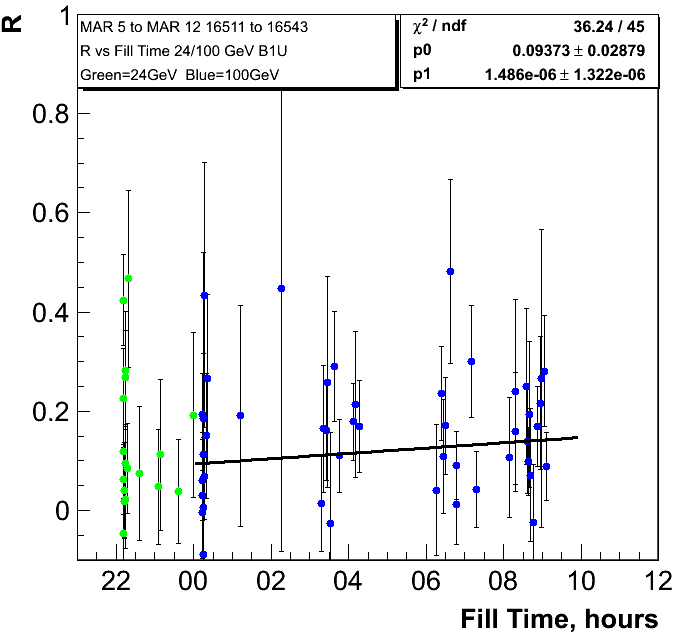 R
MAR 5 to MAR 12 16511 to 16543
R vs Fill Time 24/100 GeV B1U
Green=24GeV Blue=100GeV
χ² / ndf 36.24 / 45
p0 0.09373 ± 0.02879
p1 1.486e-06 ± 1.322e-06
1
0.8
0.6
0.4
0.2
0
22 00 02 04 06 08 10 12
Fill Time, hours